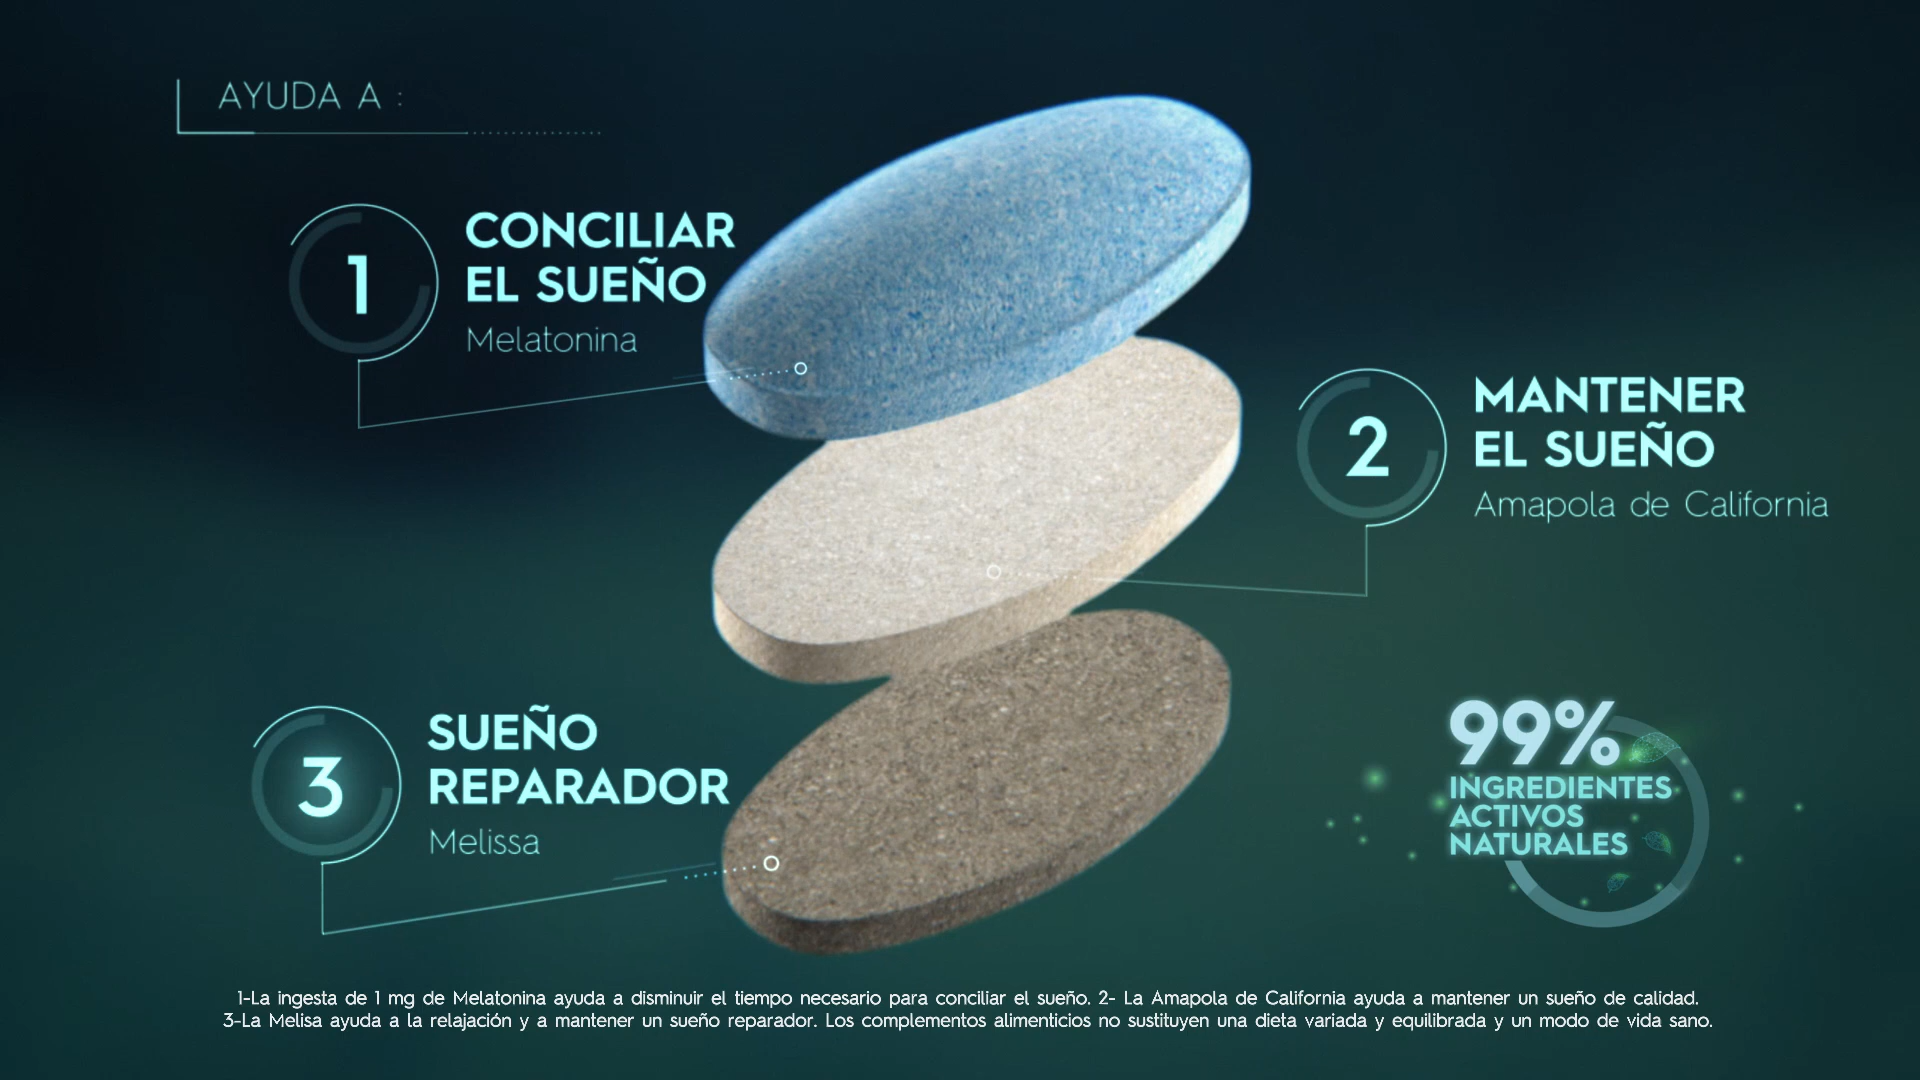 AYUDA A :
1
CONCILIAR
EL SUEÑO
Melatonina
2
MANTENER
EL SUEÑO
Amapola de California
3
SUEÑO
REPARADOR
Melissa
99%
INGREDIENTES
ACTIVOS
NATURALES
1-La ingesta de 1 mg de Melatonina ayuda a disminuir el tiempo necesario para conciliar el sueño. 2- La Amapola de California ayuda a mantener un sueño de calidad.
3-La Melisa ayuda a la relajación y a mantener un sueño reparador. Los complementos alimenticios no sustituyen una dieta variada y equilibrada y un modo de vida sano.